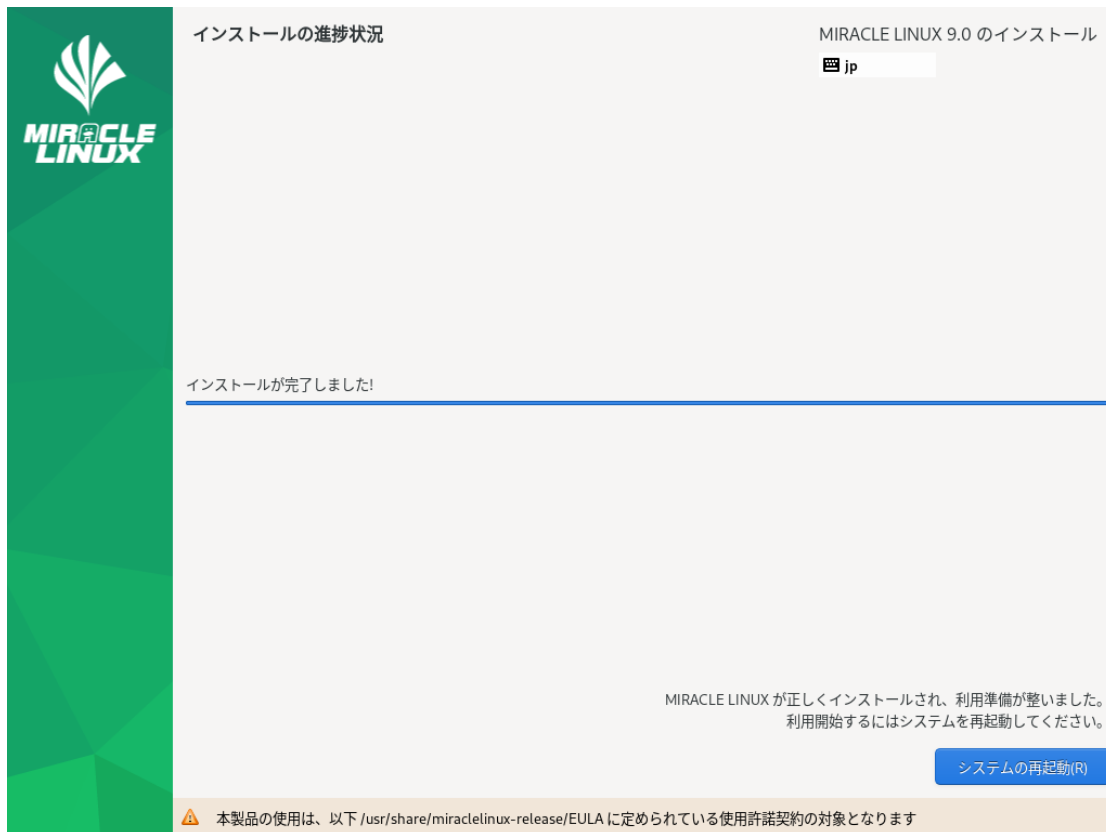 MIRACLE
LINUX
インストールの進捗状況
MIRACLE LINUX 9.0 のインストール
jp
インストールが完了しました!
MIRACLE LINUX が正しくインストールされ、利用準備が整いました。
利用開始するにはシステムを再起動してください。
システムの再起動(R)
本製品の使用は、以下 /usr/share/miraclelinux-release/EULA に定められている使用許諾契約の対象となります